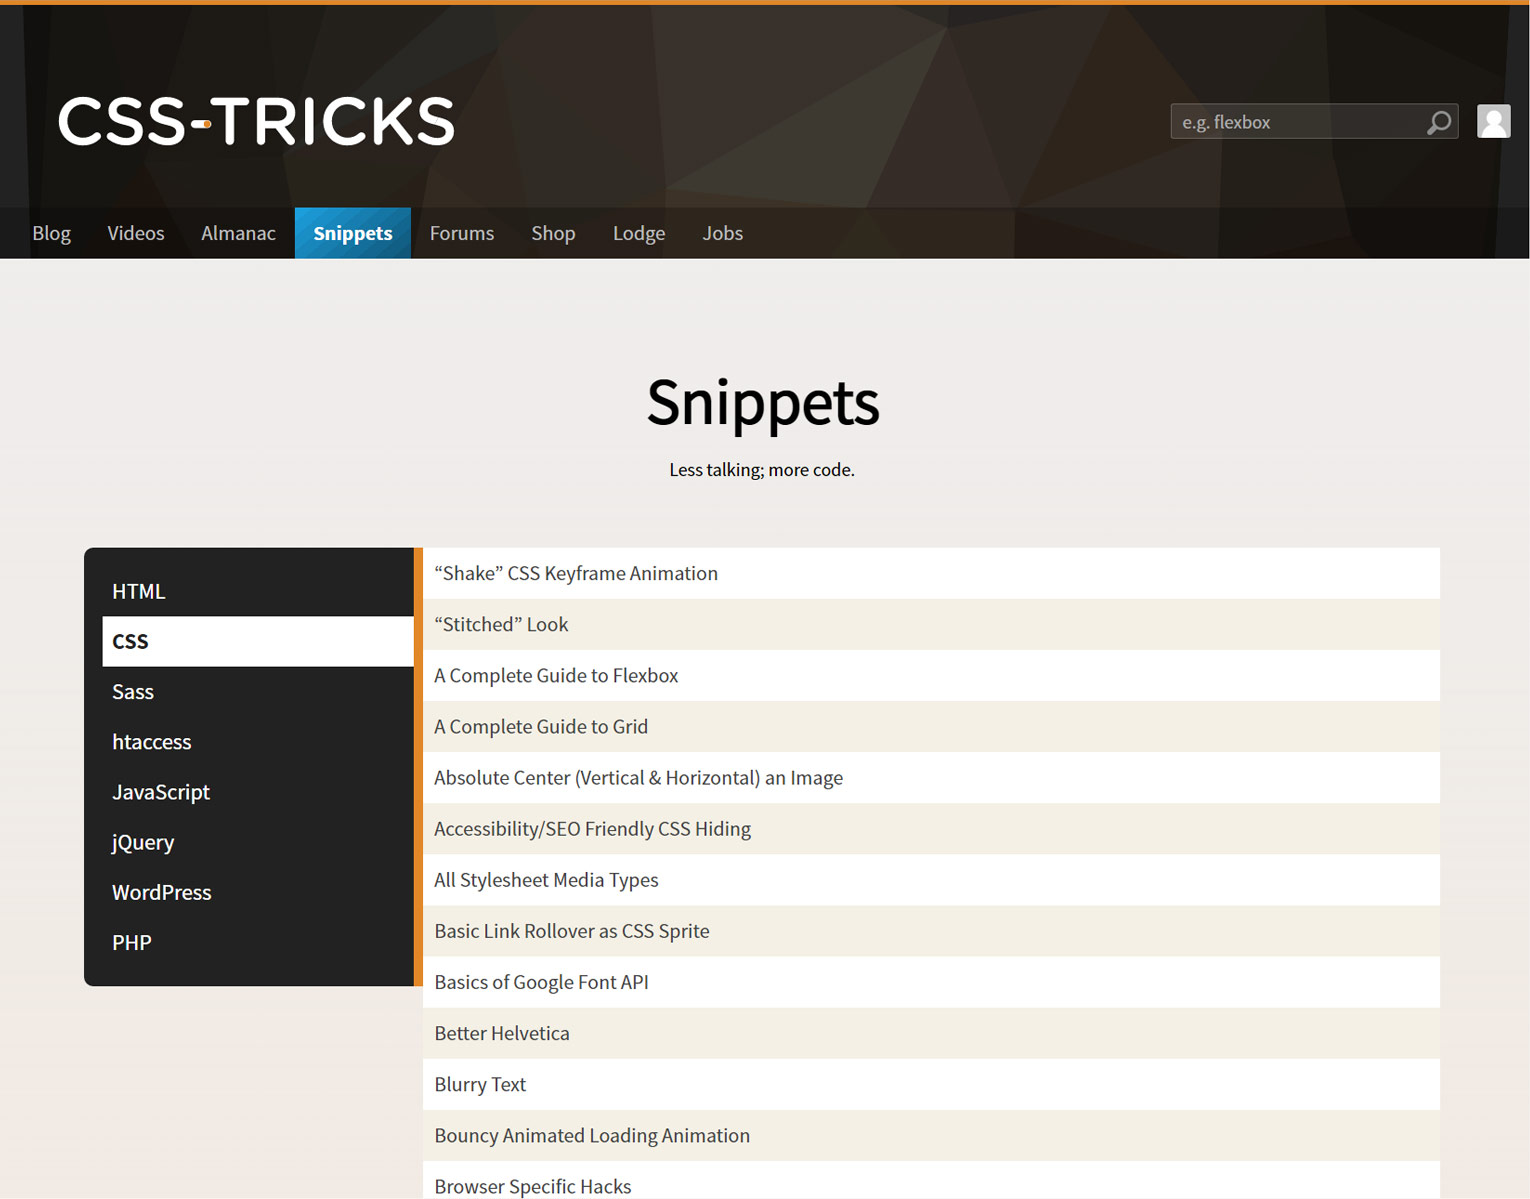 CSS-TRICKS
e.g. flexbox
Blog Videos Almanac Snippets Forums Shop Lodge Jobs
Snippets
Less talking; more code.
HTML
CSS
Sass
htaccess
JavaScript
jQuery
WordPress
PHP
“Shake” CSS Keyframe Animation
“Stitched” Look
A Complete Guide to Flexbox
A Complete Guide to Grid
Absolute Center (Vertical & Horizontal) an Image
Accessibility/SEO Friendly CSS Hiding
All Stylesheet Media Types
Basic Link Rollover as CSS Sprite
Basics of Google Font API
Better Helvetica
Blurry Text
Bouncy Animated Loading Animation
Browser Specific Hacks